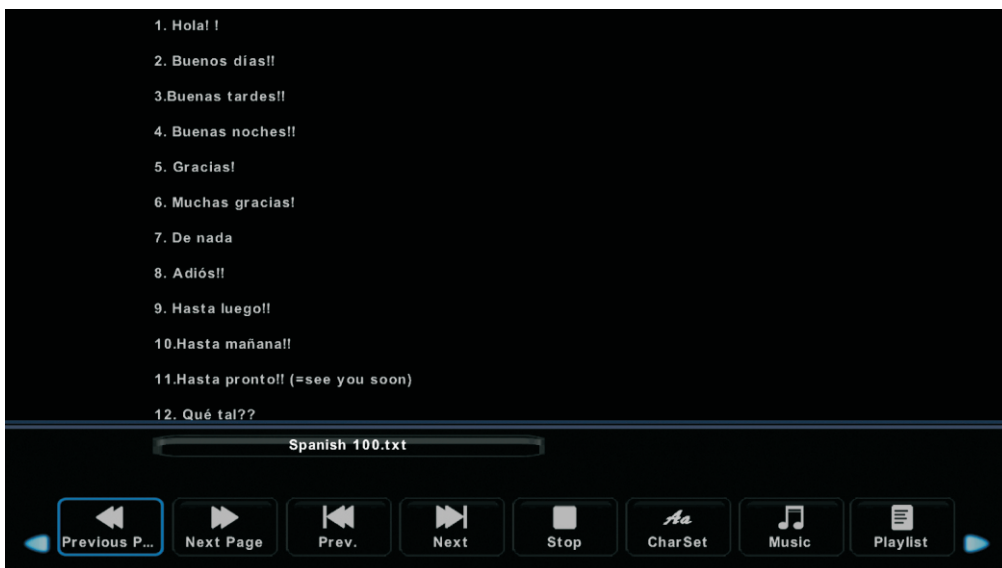 1. Hola! !
2. Buenos días!!
3.Buenas tardes!!
4. Buenas noches!!
5. Gracias!
6. Muchas gracias!
7. De nada
8. Adiós!!
9. Hasta luego!!
10.Hasta mañana!!
11.Hasta pronto!! (=see you soon)
12. Qué tal??
Spanish 100.txt
Previous P... Next Page Prev. Next Stop Aa CharSet Music Playlist